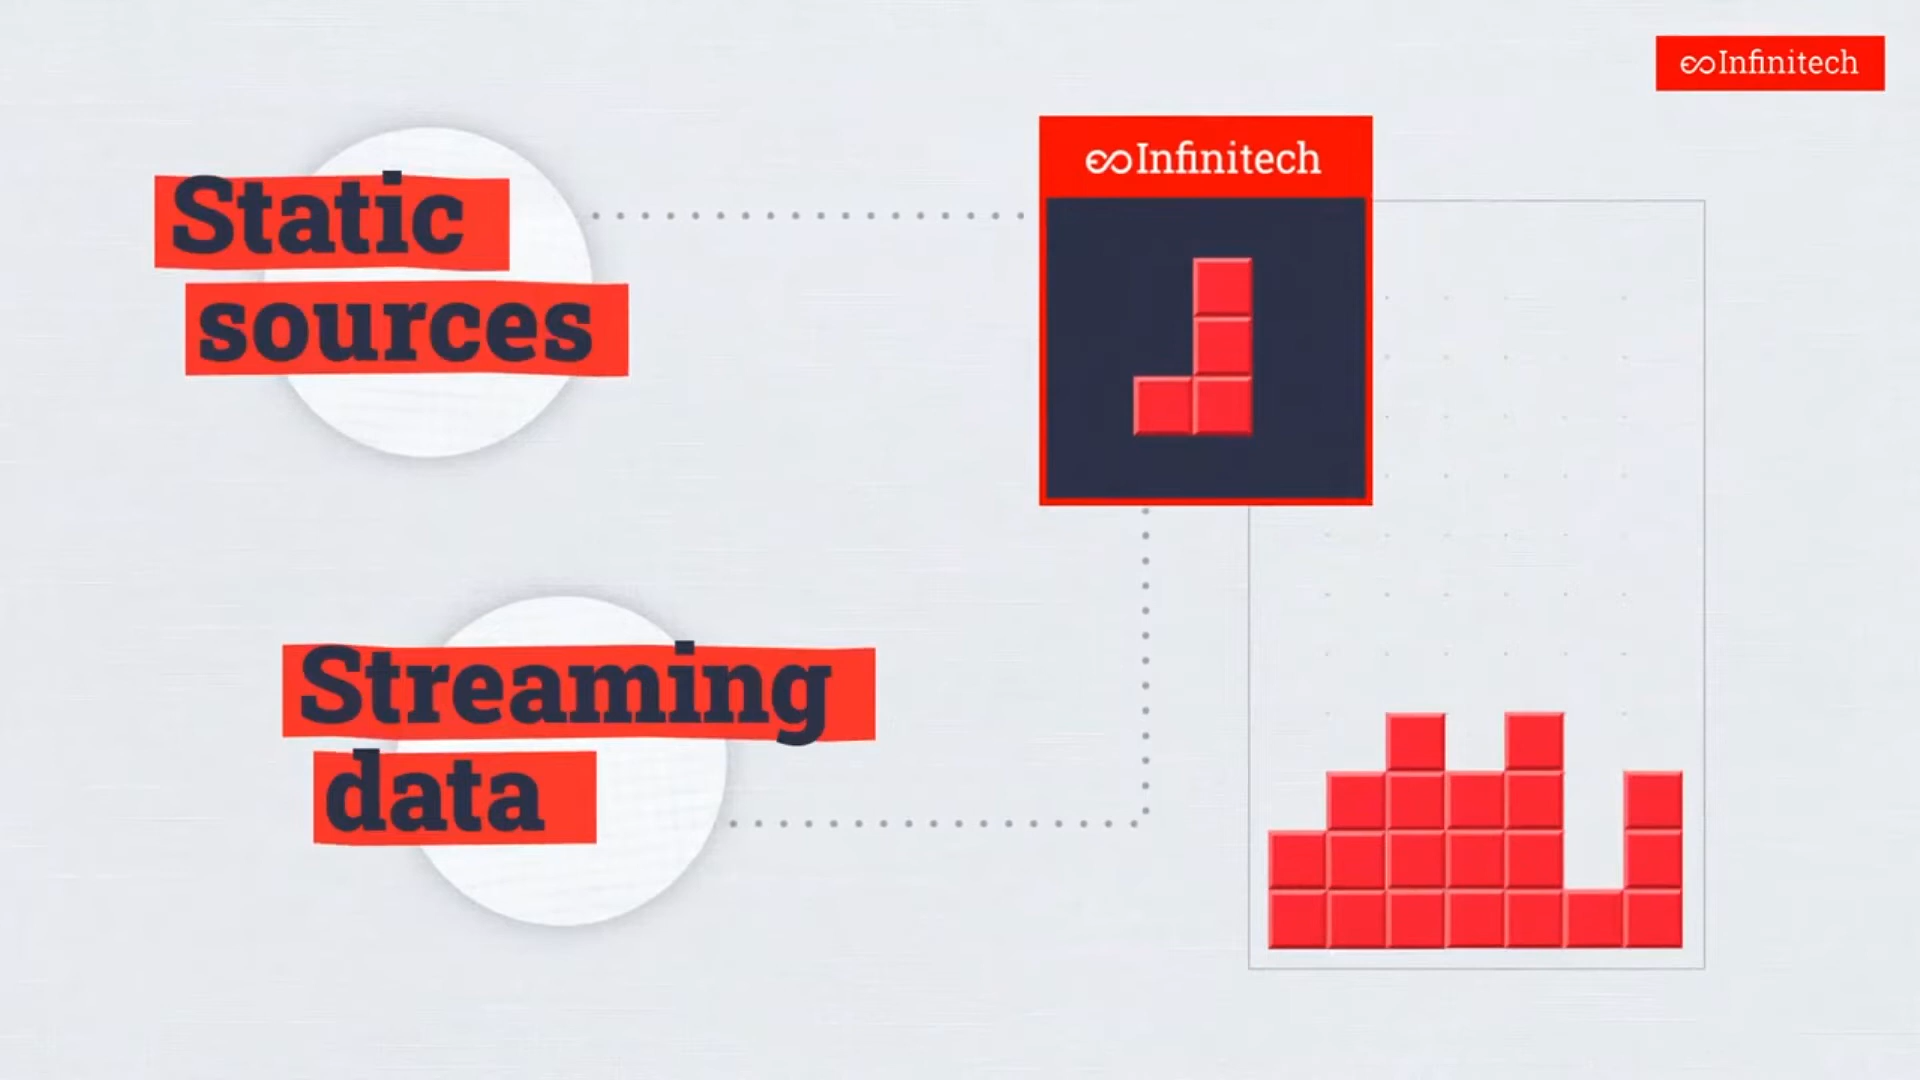 Infinitech
Infinitech
Static
sources
Streaming
data